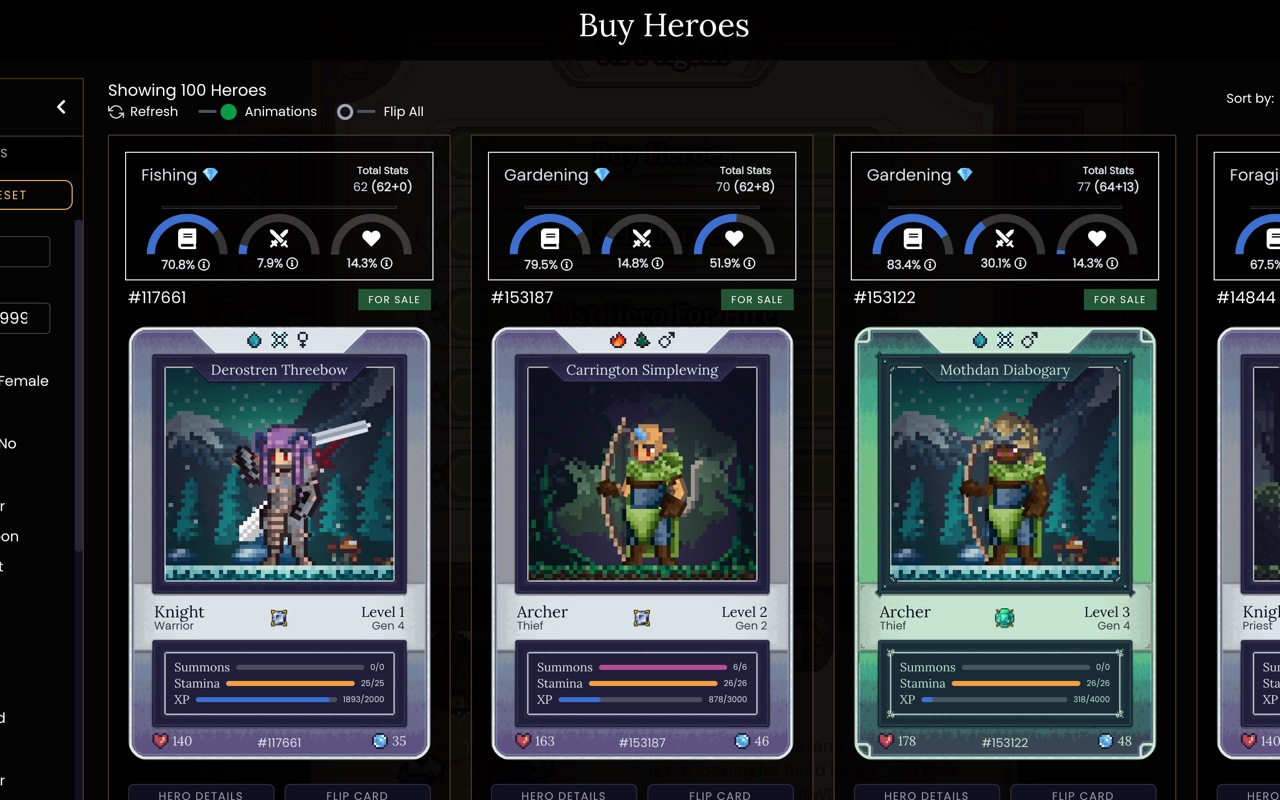 Buy Heroes
Showing 100 Heroes
Refresh Animations Flip All
Sort by:
S
ESET
999
Female
No
r
on
t
d
r
Fishing
Total Stats
62 (62+0)
70.8% 7.9% 14.3%
#117661 FOR SALE
Derostren Threebow
Knight Level 1
Warrior Gen 4
Summons 0/0
Stamina 25/25
XP 1893/2000
140 #117661 35
HERO DETAILS FLIP CARD
Gardening
Total Stats
70 (62+8)
79.5% 14.8% 51.9%
#153187 FOR SALE
Carrington Simplewing
Archer Level 2
Thief Gen 2
Summons 6/6
Stamina 26/26
XP 878/3000
163 #153187 46
HERO DETAILS FLIP CARD
Gardening
Total Stats
77 (64+13)
83.4% 30.1% 14.3%
#153122 FOR SALE
Mothdan Diabogary
Archer Level 3
Thief Gen 4
Summons 0/0
Stamina 26/26
XP 318/4000
178 #153122 48
HERO DETAILS FLIP CARD
Foragi
67.5%
#14844
Knig
Priest
Sum
Stam
XP
140
HERO